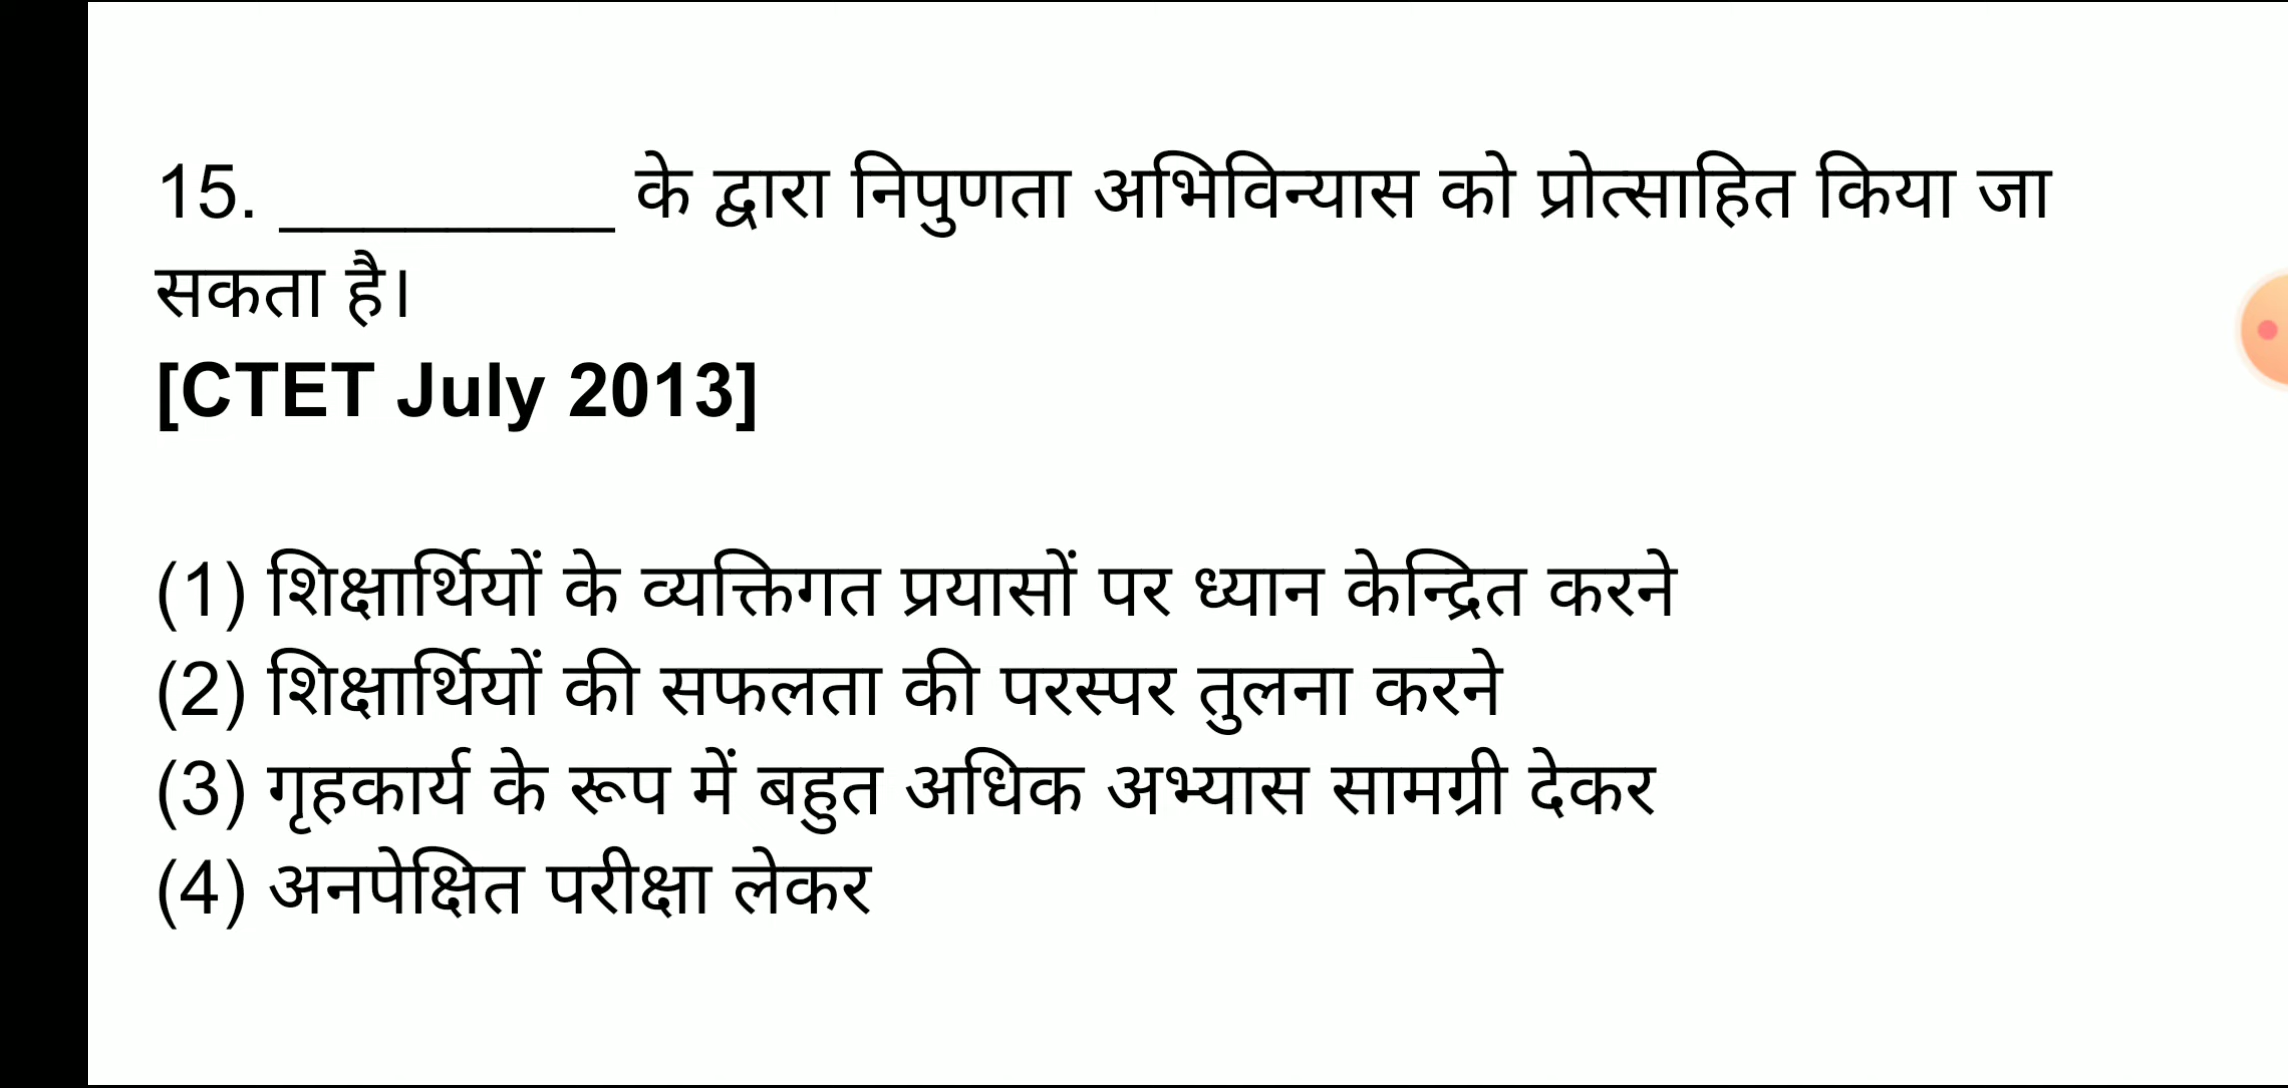 15. ________ के द्वारा निपुणता अभिविन्यास को प्रोत्साहित किया जा
सकता है।
[CTET July 2013]
(1) शिक्षार्थियों के व्यक्तिगत प्रयासों पर ध्यान केन्द्रित करने
(2) शिक्षार्थियों की सफलता की परस्पर तुलना करने
(3) गृहकार्य के रूप में बहुत अधिक अभ्यास सामग्री देकर
(4) अनपेक्षित परीक्षा लेकर